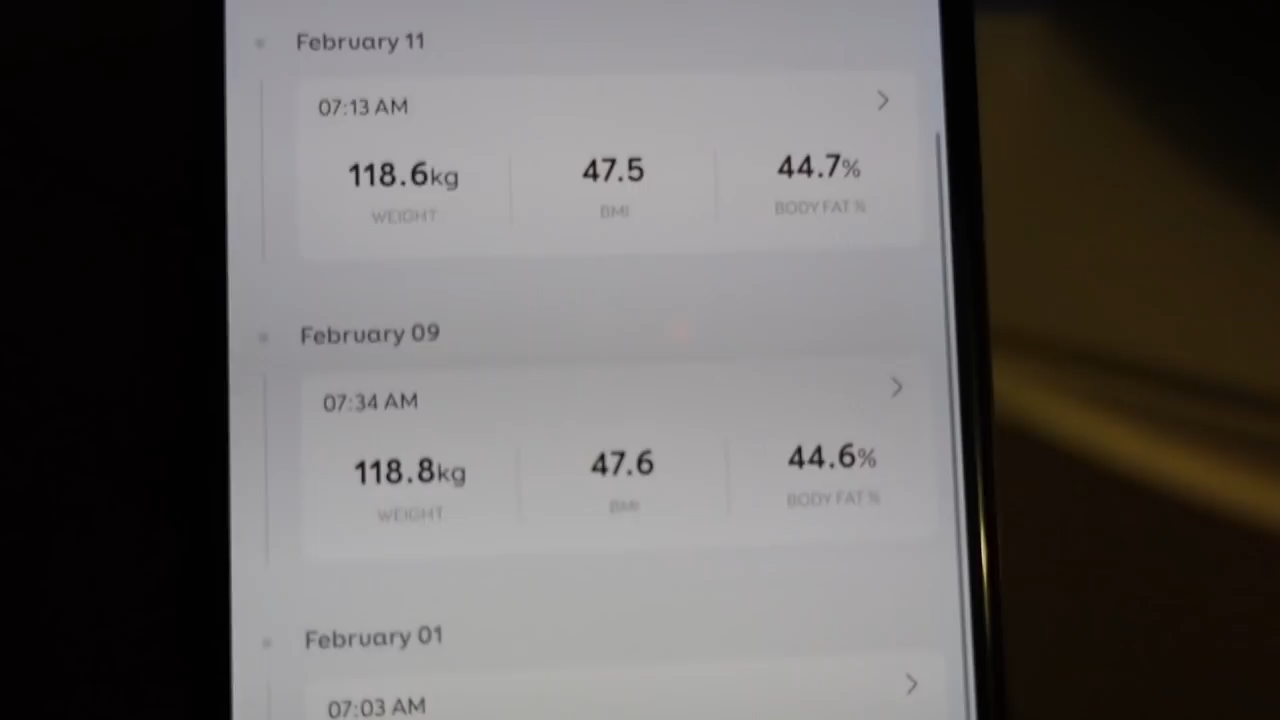 February 11
07:13 AM
118.6kg 47.5 44.7%
WEIGHT BMI BODY FAT %
February 09
07:34 AM
118.8kg 47.6 44.6%
WEIGHT BMI BODY FAT %
February 01
07:03 AM